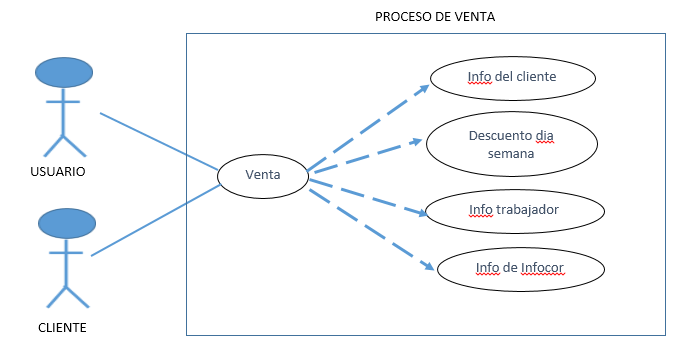 PROCESO DE VENTA
Info del cliente
Descuento dia
semana
USUARIO
Venta
Info trabajador
Info de Infocor
CLIENTE